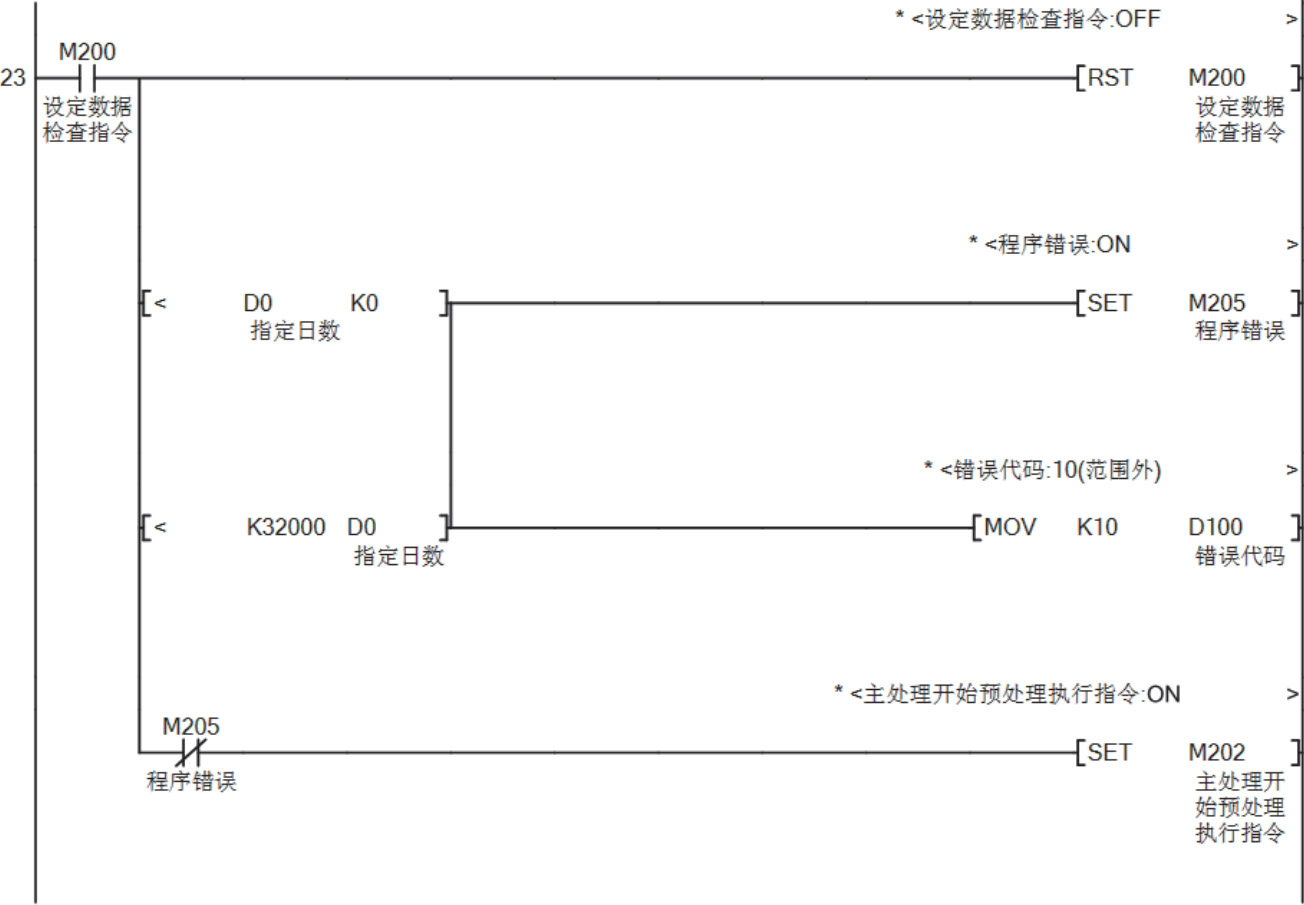 * <设定数据检查指令:OFF >
M200
23 [RST M200 ]
设定数据 设定数据
检查指令 检查指令
* <程序错误:ON >
[< D0 K0 ] [SET M205 ]
指定日数 程序错误
* <错误代码:10(范围外) >
[< K32000 D0 ] [MOV K10 D100 ]
指定日数 错误代码
* <主处理开始预处理执行指令:ON >
M205
[SET M202 ]
程序错误 主处理开
始预处理
执行指令